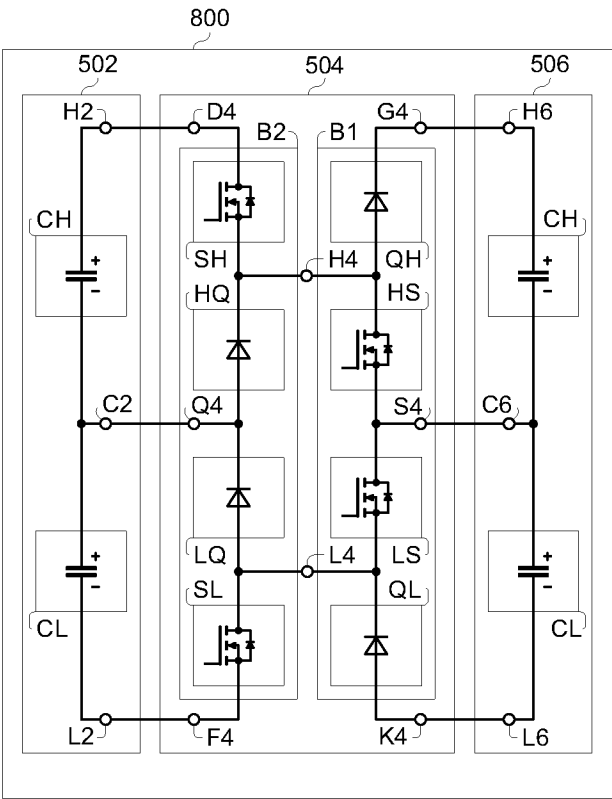 800
502 504 506
H2 D4 G4 H6
B2 B1
CH CH
+ +
- -
SH H4 QH
HQ HS
C2 Q4 S4 C6
LQ L4 LS
SL QL
+ +
- -
CL CL
L2 F4 K4 L6